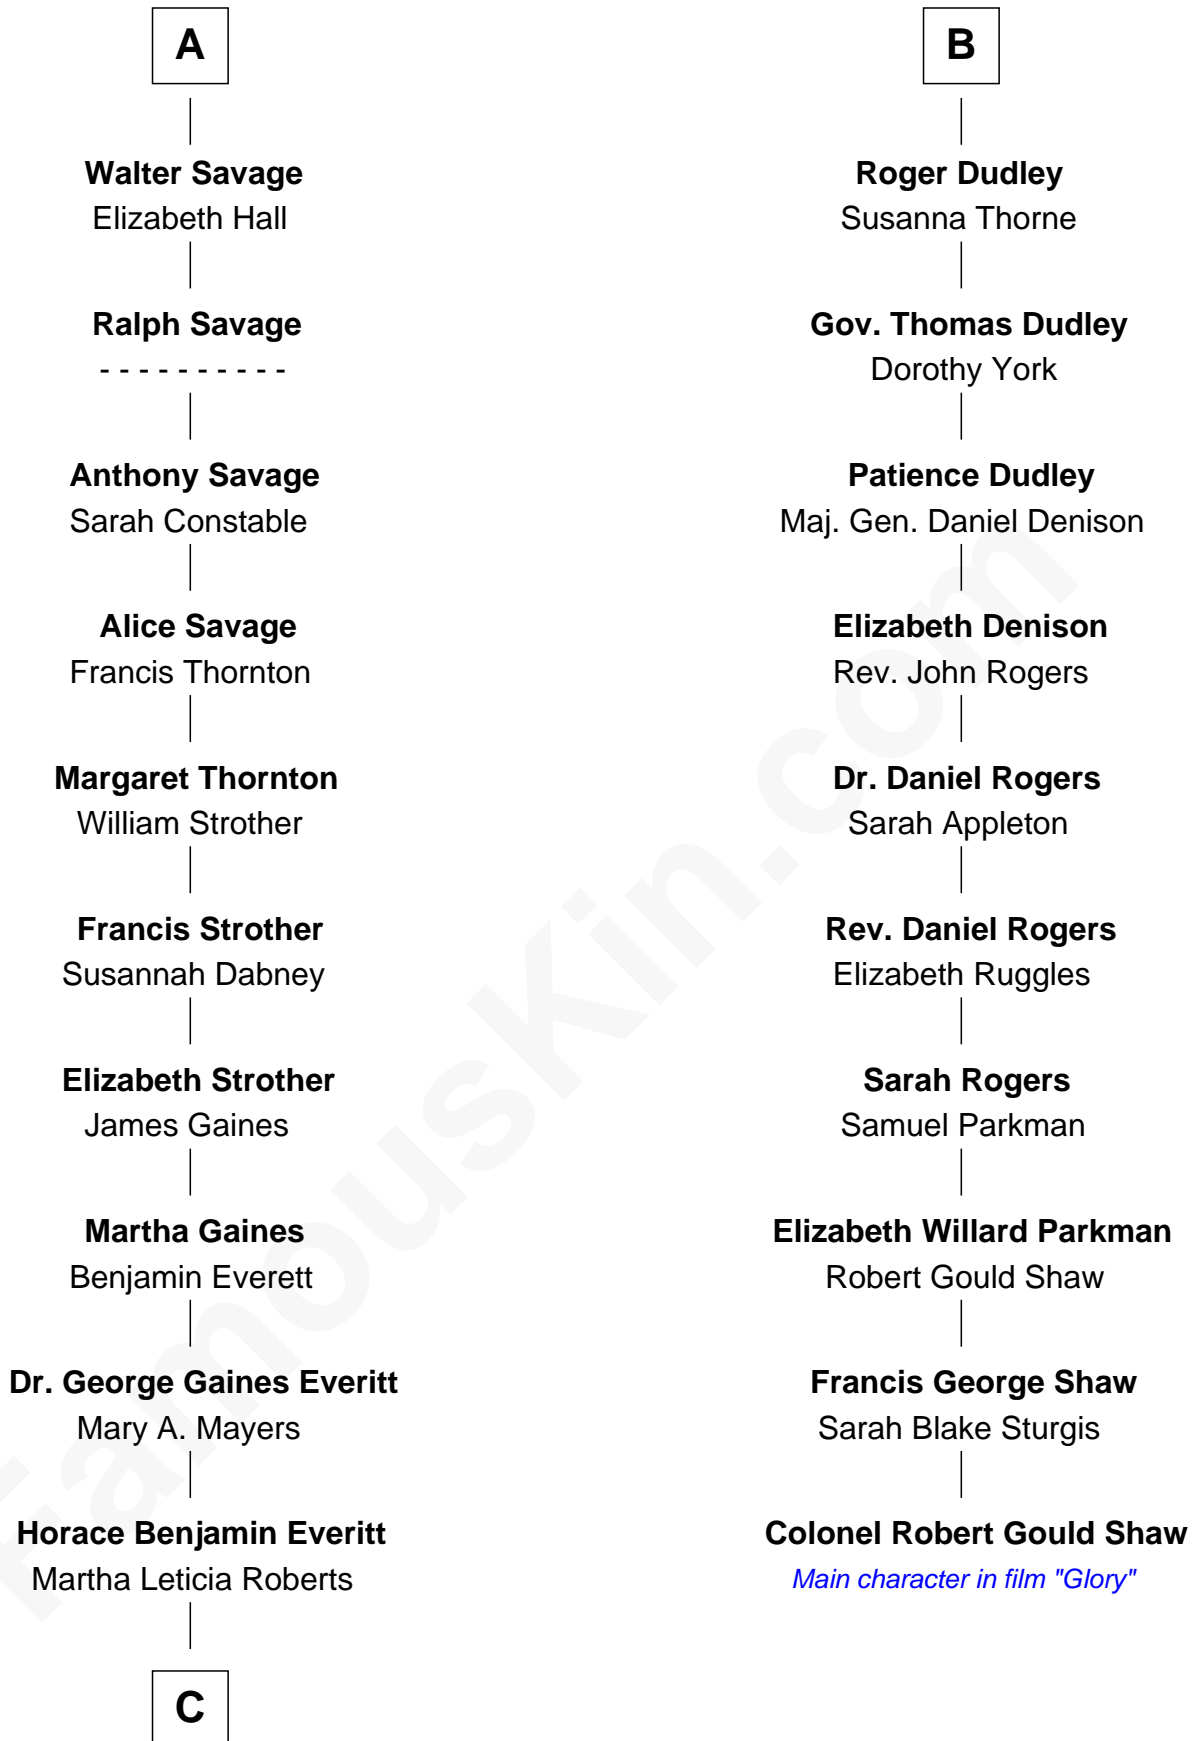 A
Walter Savage
Elizabeth Hall
Ralph Savage
- - - - - - - - - -
Anthony Savage
Sarah Constable
Alice Savage
Francis Thornton
Margaret Thornton
William Strother
Francis Strother
Susannah Dabney
Elizabeth Strother
James Gaines
Martha Gaines
Benjamin Everett
Dr. George Gaines Everitt
Mary A. Mayers
Horace Benjamin Everitt
Martha Leticia Roberts
C
B
Roger Dudley
Susanna Thorne
Gov. Thomas Dudley
Dorothy York
Patience Dudley
Maj. Gen. Daniel Denison
Elizabeth Denison
Rev. John Rogers
Dr. Daniel Rogers
Sarah Appleton
Rev. Daniel Rogers
Elizabeth Ruggles
Sarah Rogers
Samuel Parkman
Elizabeth Willard Parkman
Robert Gould Shaw
Francis George Shaw
Sarah Blake Sturgis
Colonel Robert Gould Shaw
Main character in film "Glory"
FamousKin.com